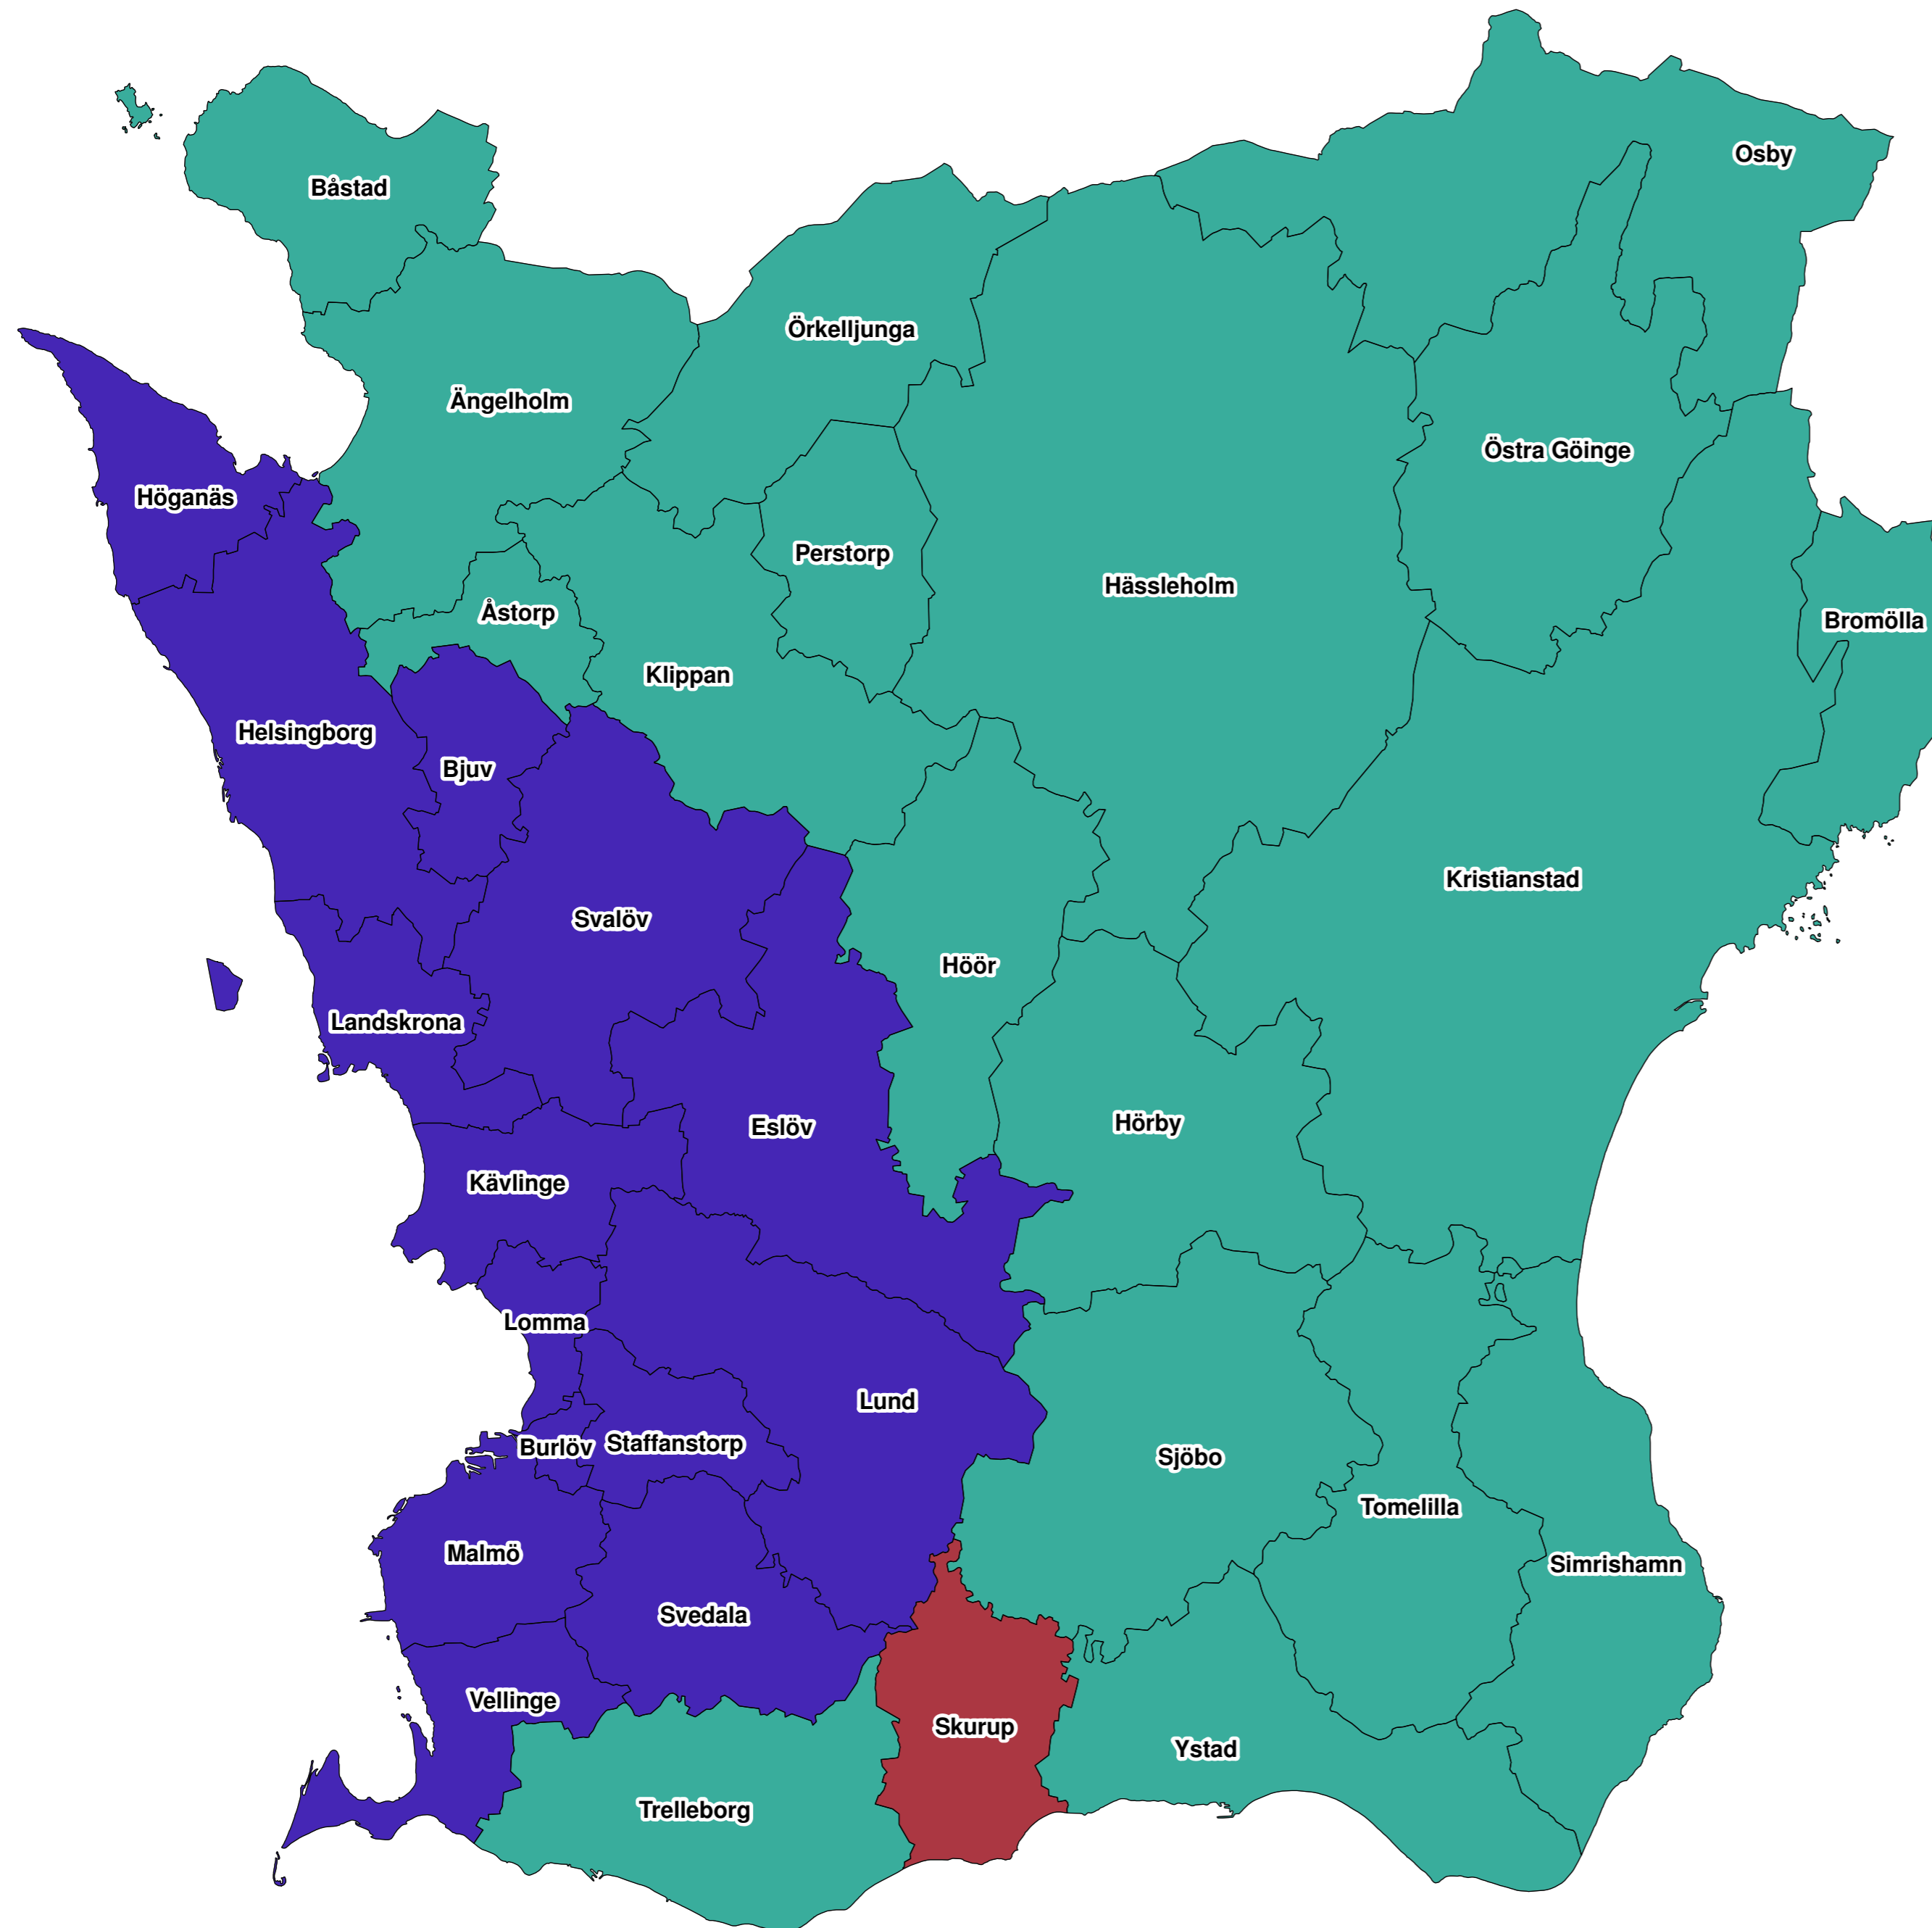 Osby
Båstad
Örkelljunga
Ängelholm
Östra Göinge
Höganäs
Perstorp
Hässleholm
Åstorp
Bromölla
Klippan
Helsingborg
Bjuv
Kristianstad
Svalöv
Höör
Landskrona
Hörby
Eslöv
Kävlinge
Lomma
Lund
Burlöv
Staffanstorp
Sjöbo
Tomelilla
Malmö
Simrishamn
Svedala
Vellinge
Skurup
Ystad
Trelleborg